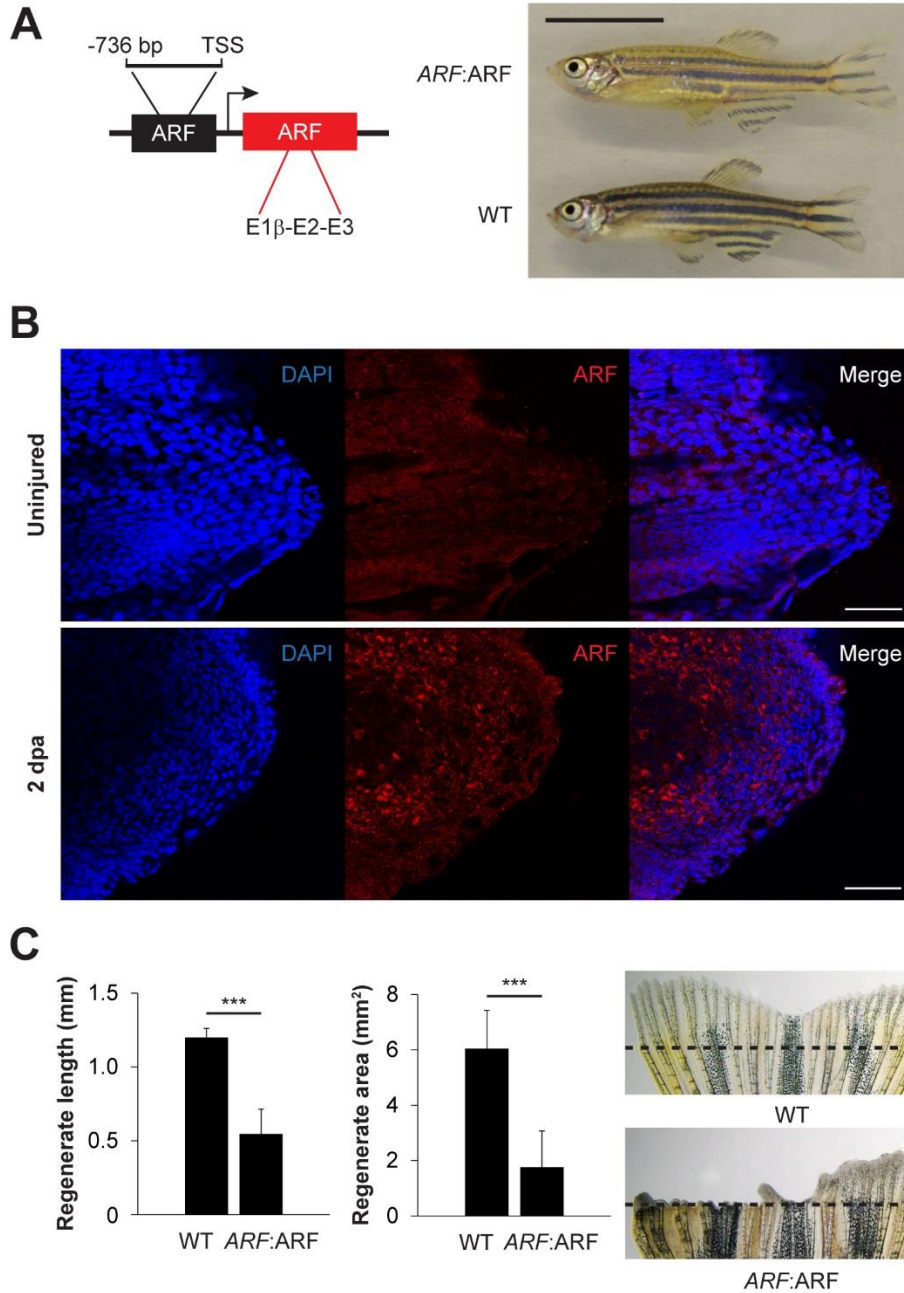 A
-736 bp TSS
ARF ARF
E1β-E2-E3
ARF:ARF
WT
B
Uninjured
DAPI ARF Merge
2 dpa
DAPI ARF Merge
C
Regenerate length (mm)
1.5
1.0
0.5
0
***
WT ARF:ARF
Regenerate area (mm²)
8
6
4
2
0
***
WT ARF:ARF
WT
ARF:ARF